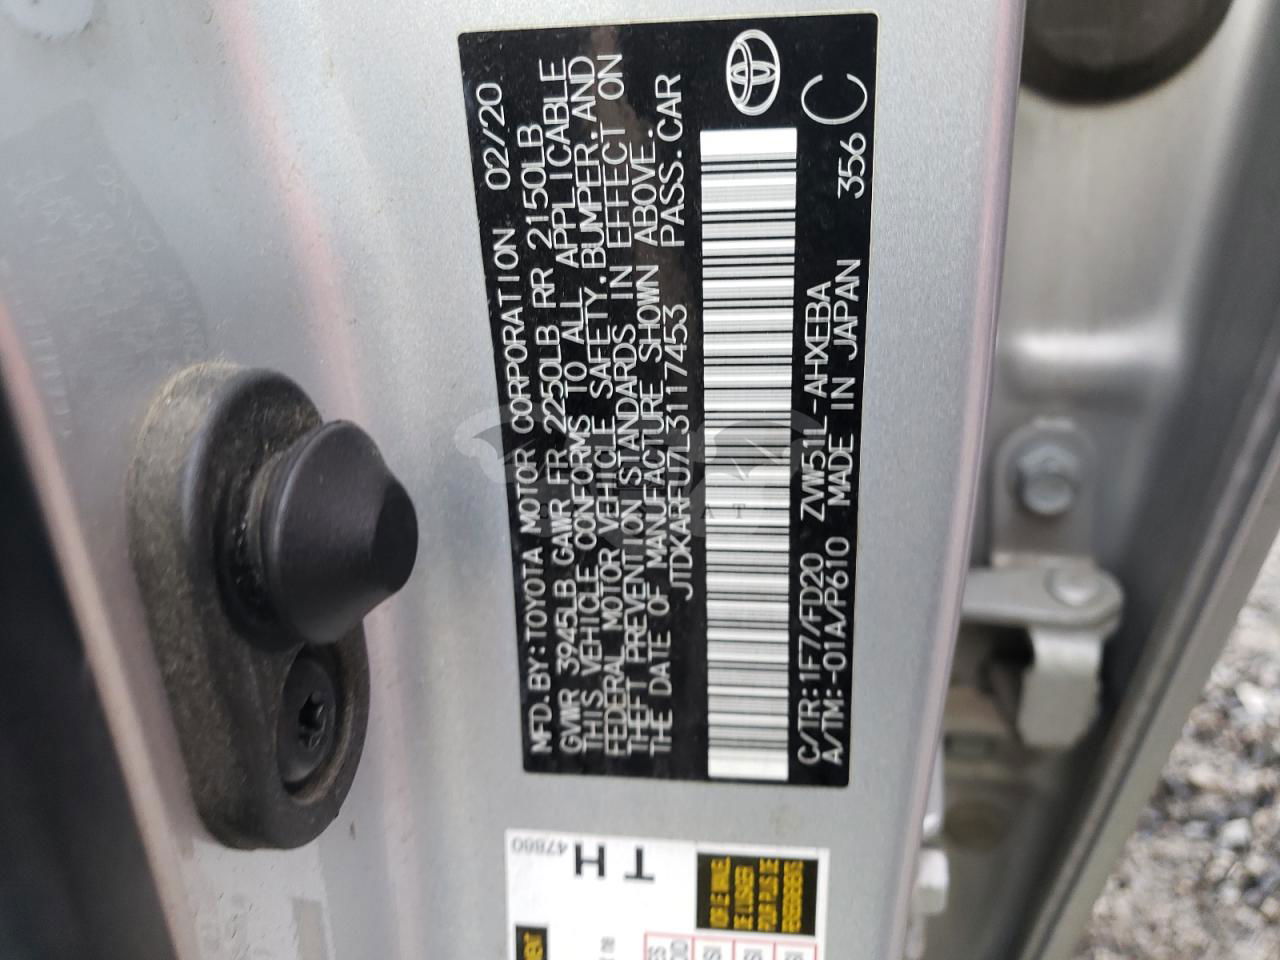 MFD.BY:TOYOTA MOTOR CORPORATION 02/20
GVWR 3945LB GAWR FR 2250LB RR 2150LB
THIS VEHICLE CONFORMS TO ALL APPLICABLE
FEDERAL MOTOR VEHICLE SAFETY,BUMPER,AND
THEFT PREVENTION STANDARDS IN EFFECT ON
THE DATE OF MANUFACTURE SHOWN ABOVE.
JTDKARFU7L3117453 PASS.CAR
C/TR:1F7/FD20 ZVW51L-AHXEBA 356 C
A/TM:-01A/P610 MADE IN JAPAN
TH
47860